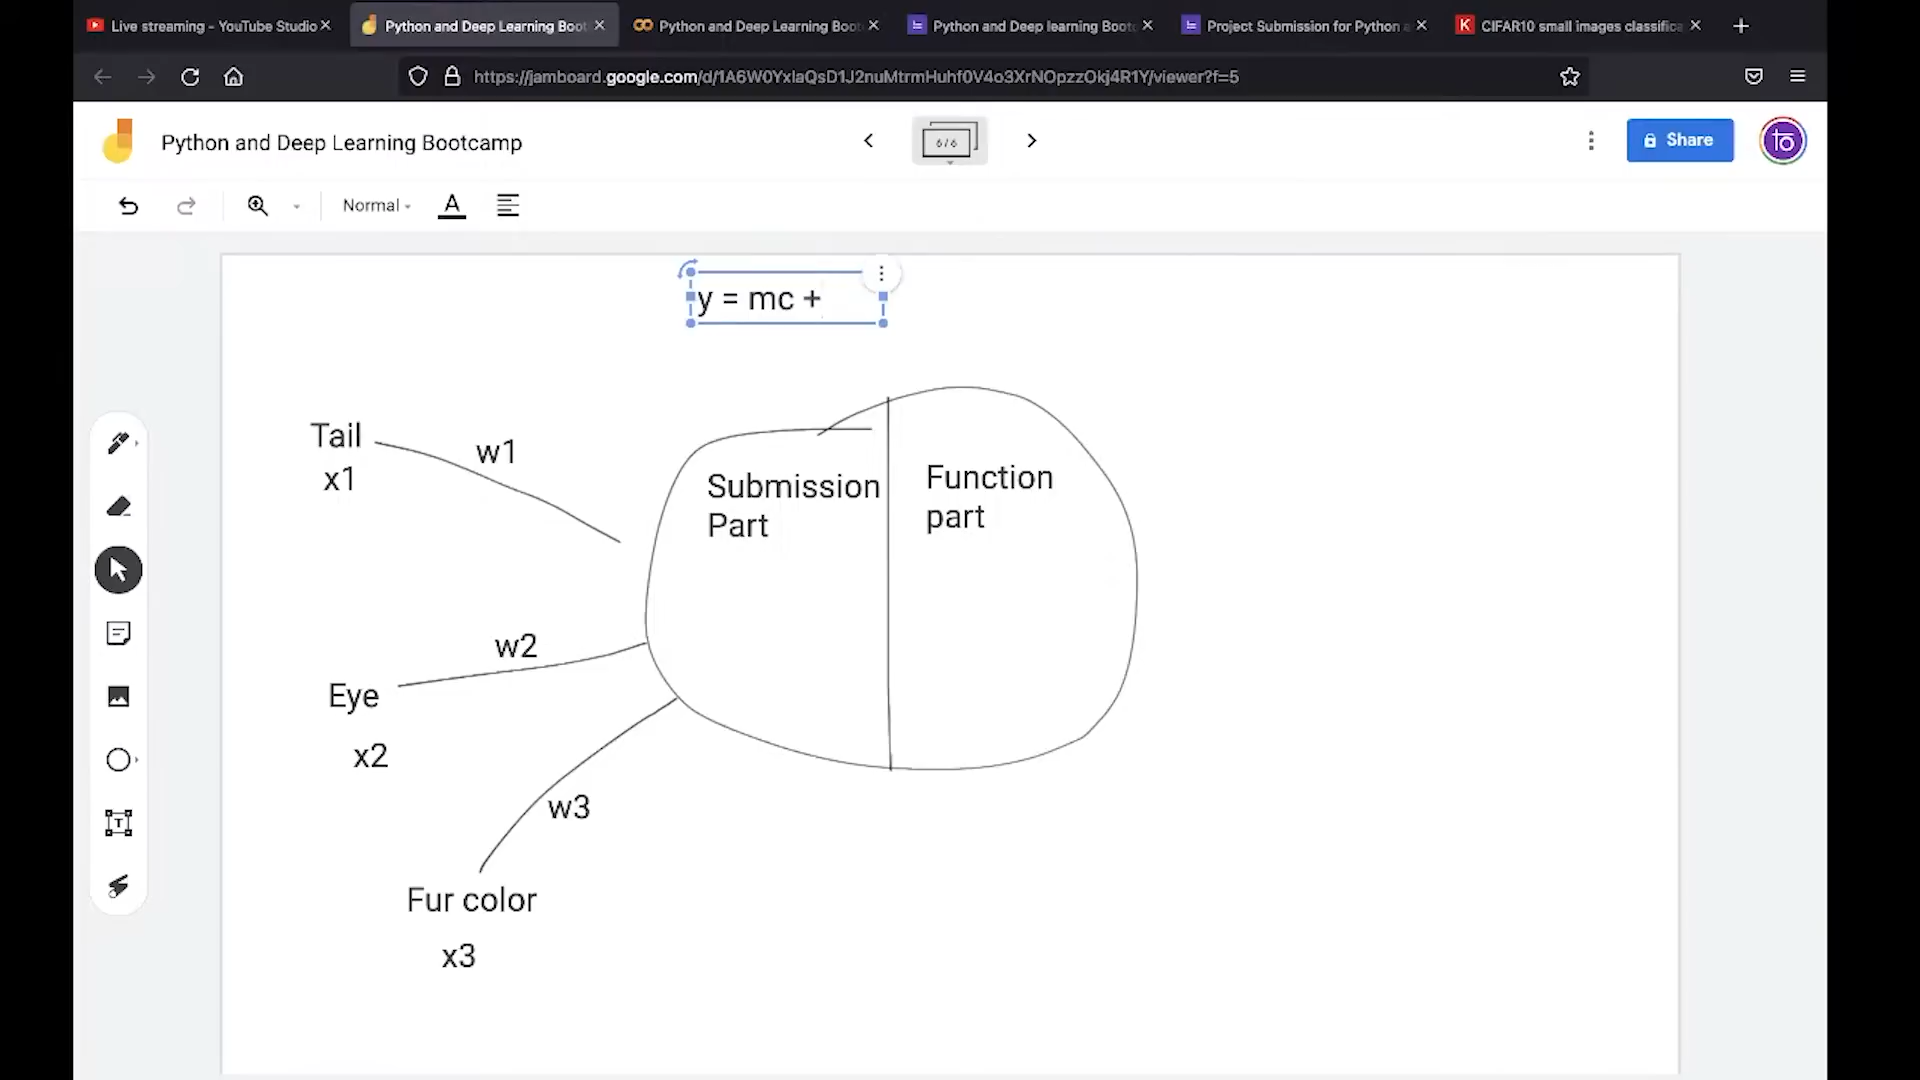 Live streaming - YouTube Studio
Python and Deep Learning Boot
Python and Deep Learning Boot
Python and Deep learning Boot
Project Submission for Python a
CIFAR10 small images classifica
https://jamboard.google.com/d/1A6W0YxlaQsD1J2nuMtrmHuhf0V4o3XrNOpzzOkj4R1Y/viewer?f=5
Python and Deep Learning Bootcamp
6/6
Share
to
Normal
A
y = mc +
Tail
x1
w1
Submission
Part
Function
part
w2
Eye
x2
w3
Fur color
x3